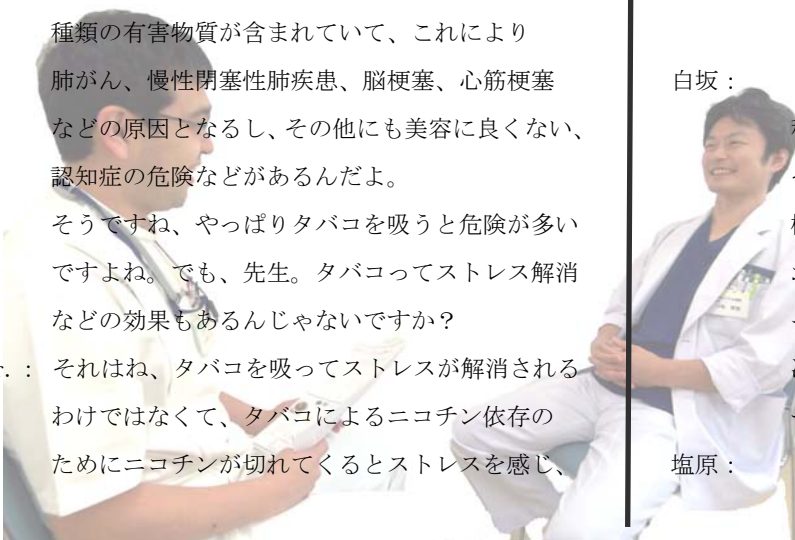 種類の有害物質が含まれていて、これにより
肺がん、慢性閉塞性肺疾患、脳梗塞、心筋梗塞
などの原因となるし、その他にも美容に良くない、
認知症の危険などがあるんだよ。
そうですね、やっぱりタバコを吸うと危険が多い
ですよね。でも、先生。タバコってストレス解消
などの効果もあるんじゃないですか？
: それはね、タバコを吸ってストレスが解消される
わけではなくて、タバコによるニコチン依存の
ためにニコチンが切れてくるとストレスを感じ、
白坂：
塩原：